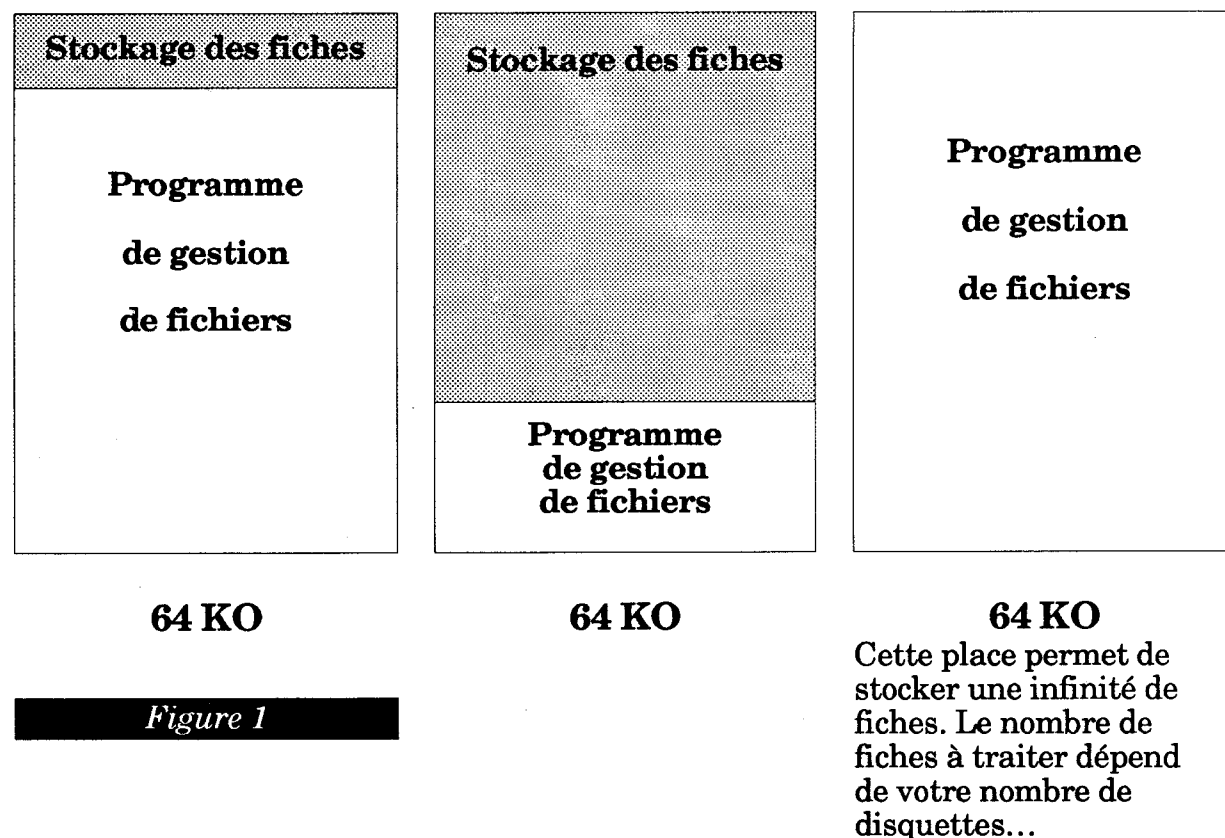 Stockage des fiches
Programme
de gestion
de fichiers
64 KO
Figure 1
Stockage des fiches
Programme
de gestion
de fichiers
64 KO
Programme
de gestion
de fichiers
64 KO
Cette place permet de
stocker une infinité de
fiches. Le nombre de
fiches à traiter dépend
de votre nombre de
disquettes...